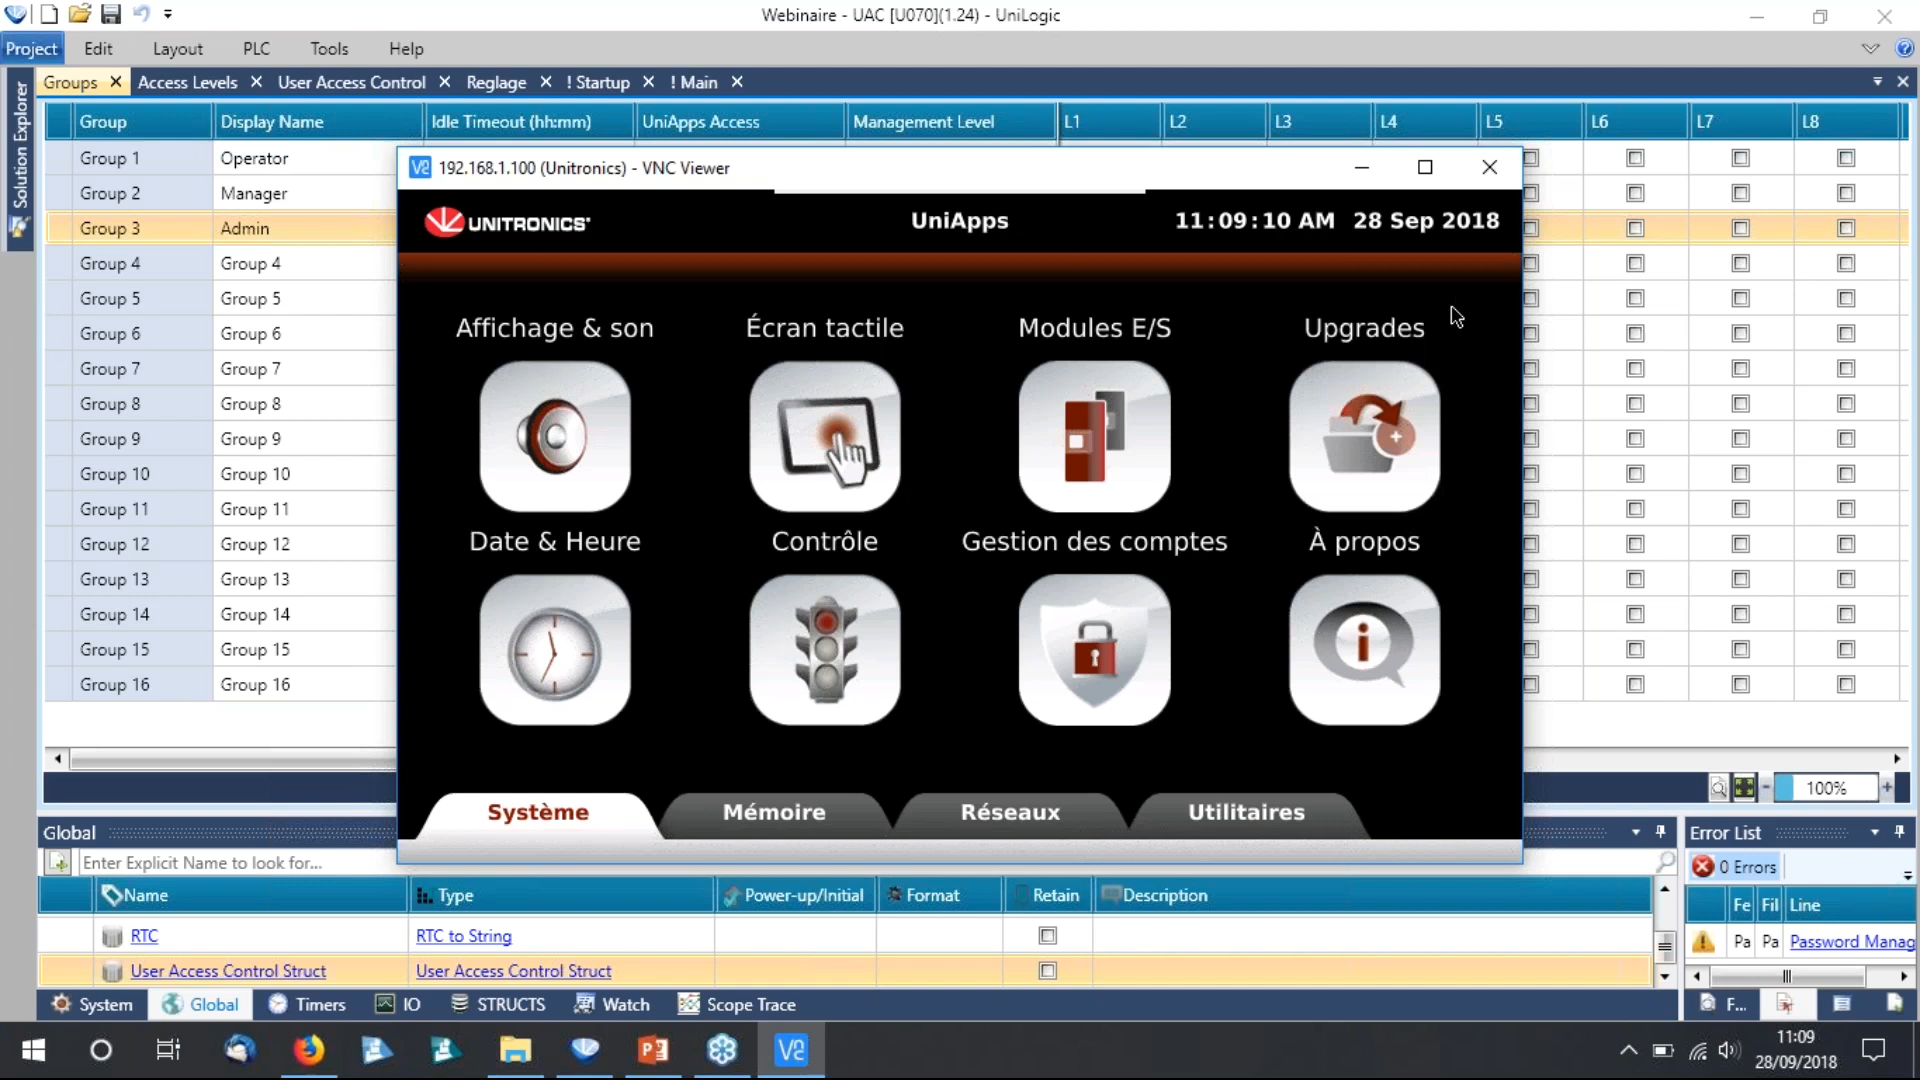 Webinaire - UAC [U070](1.24) - UniLogic
Project Edit Layout PLC Tools Help
Solution Explorer
Groups Access Levels User Access Control Reglage ! Startup ! Main
Group Display Name Idle Timeout (hh:mm) UniApps Access Management Level L1 L2 L3 L4 L5 L6 L7 L8
Group 1 Operator
Group 2 Manager
Group 3 Admin
Group 4 Group 4
Group 5 Group 5
Group 6 Group 6
Group 7 Group 7
Group 8 Group 8
Group 9 Group 9
Group 10 Group 10
Group 11 Group 11
Group 12 Group 12
Group 13 Group 13
Group 14 Group 14
Group 15 Group 15
Group 16 Group 16
192.168.1.100 (Unitronics) - VNC Viewer
UNITRONICS UniApps 11:09:10 AM 28 Sep 2018
Affichage & son Écran tactile Modules E/S Upgrades
Date & Heure Contrôle Gestion des comptes À propos
Système Mémoire Réseaux Utilitaires
100%
Global
Enter Explicit Name to look for...
Name Type Power-up/Initial Format Retain Description
RTC RTC to String
User Access Control Struct User Access Control Struct
System Global Timers IO STRUCTS Watch Scope Trace
Error List
0 Errors
Fe Fil Line
Pa Pa Password Manag
F...
11:09
28/09/2018